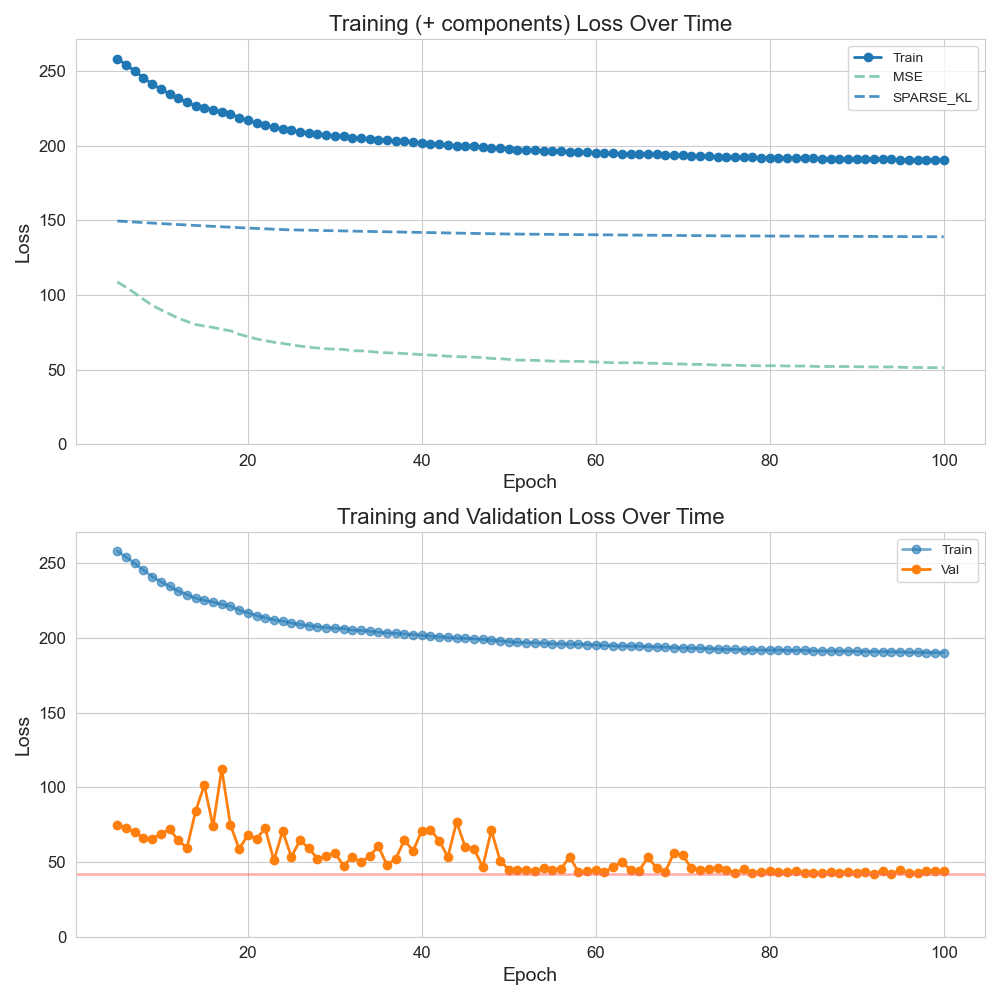 Training (+ components) Loss Over Time
Train
MSE
SPARSE_KL
250
200
150
100
50
0
Loss
20 40 60 80 100
Epoch
Training and Validation Loss Over Time
Train
Val
250
200
150
100
50
0
Loss
20 40 60 80 100
Epoch